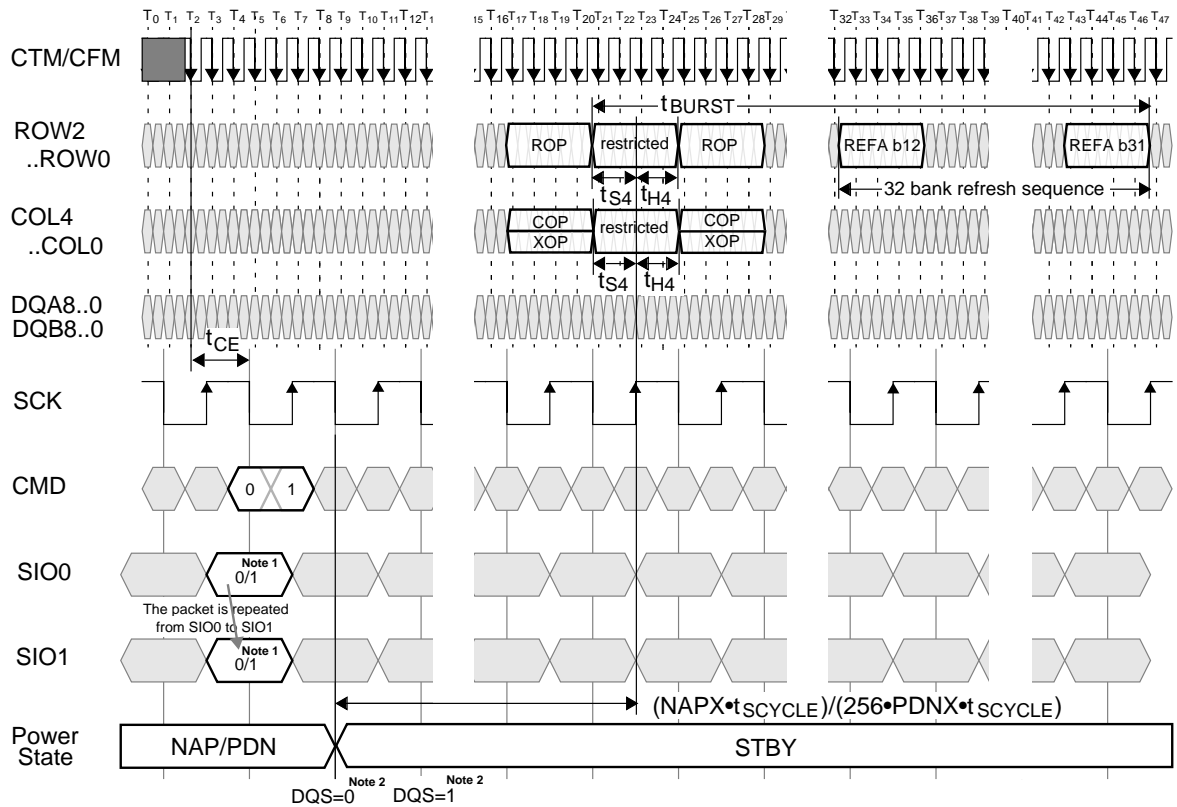 T0 T1 T2 T3 T4 T5 T6 T7 T8 T9 T10 T11 T12 T1 15 T16 T17 T18 T19 T20 T21 T22 T23 T24 T25 T26 T27 T28 T29 T32 T33 T34 T35 T36 T37 T38 T39 T40 T41 T42 T43 T44 T45 T46 T47
CTM/CFM
tBURST
ROW2
..ROW0
ROP restricted ROP REFA b12 REFA b31
tS4 tH4
32 bank refresh sequence
COL4
..COL0
COP restricted COP
XOP XOP
tS4 tH4
DQA8..0
DQB8..0
tCE
SCK
CMD
0 1
SIO0
Note 1
0/1
The packet is repeated
from SIO0 to SIO1
SIO1
Note 1
0/1
(NAPX•tSCYCLE)/(256•PDNX•tSCYCLE)
Power
State
NAP/PDN STBY
DQS=0 Note 2 DQS=1 Note 2